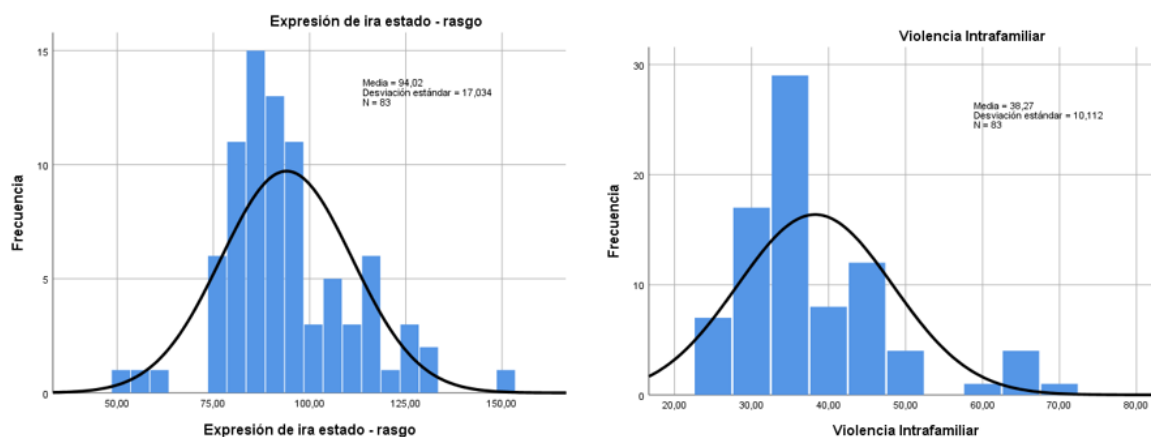 Expresión de ira estado - rasgo
Media = 94,02
Desviación estándar = 17,034
N = 83
Frecuencia
15
10
5
0
50,00 75,00 100,00 125,00 150,00
Expresión de ira estado - rasgo
Violencia Intrafamiliar
Media = 38,27
Desviación estándar = 10,112
N = 83
Frecuencia
30
20
10
0
20,00 30,00 40,00 50,00 60,00 70,00 80,00
Violencia Intrafamiliar